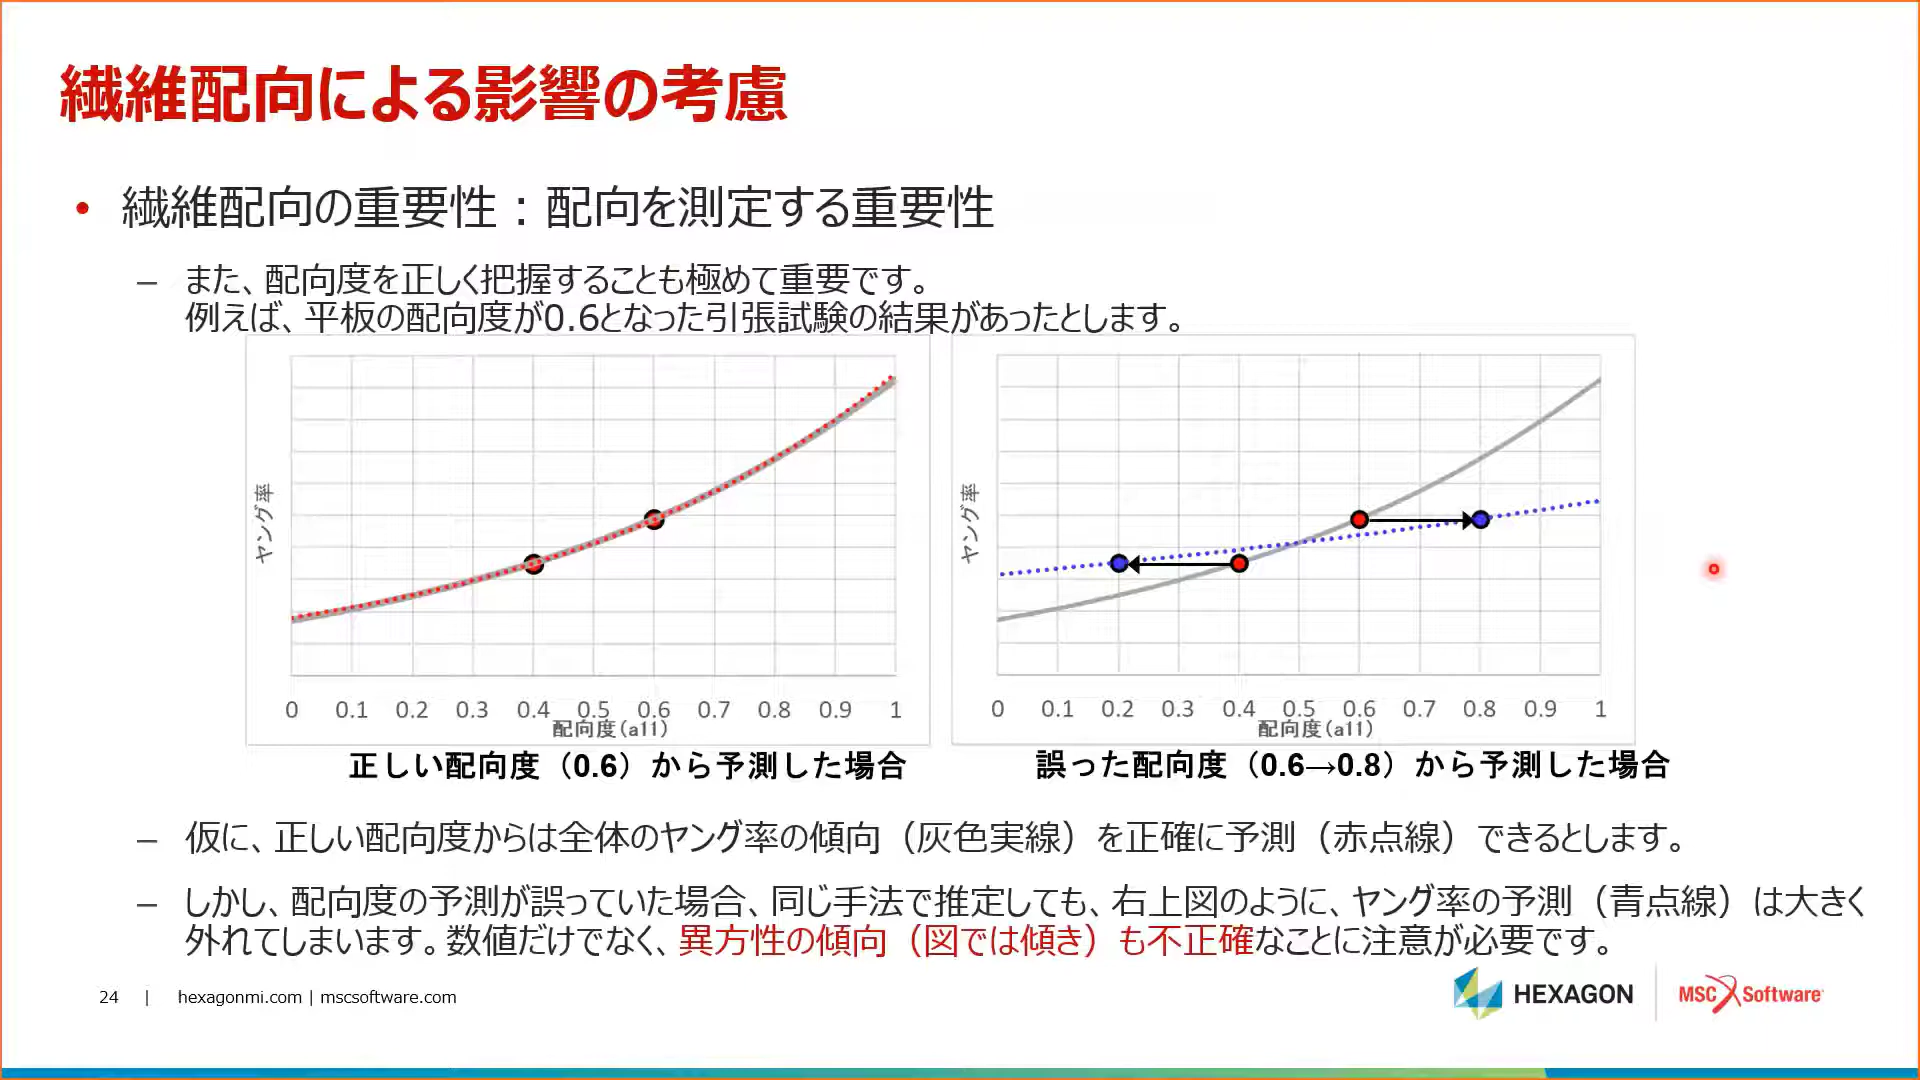 繊維配向による影響の考慮
• 繊維配向の重要性：配向を測定する重要性
– また、配向度を正しく把握することも極めて重要です。
例えば、平板の配向度が0.6となった引張試験の結果があったとします。
ヤング率
0 0.1 0.2 0.3 0.4 0.5 0.6 0.7 0.8 0.9 1
配向度(a11)
正しい配向度（0.6）から予測した場合
ヤング率
0 0.1 0.2 0.3 0.4 0.5 0.6 0.7 0.8 0.9 1
配向度(a11)
誤った配向度（0.6→0.8）から予測した場合
– 仮に、正しい配向度からは全体のヤング率の傾向（灰色実線）を正確に予測（赤点線）できるとします。
– しかし、配向度の予測が誤っていた場合、同じ手法で推定しても、右上図のように、ヤング率の予測（青点線）は大きく
外れてしまいます。数値だけでなく、異方性の傾向（図では傾き）も不正確なことに注意が必要です。
24 | hexagonmi.com | mscsoftware.com
HEXAGON
MSC Software